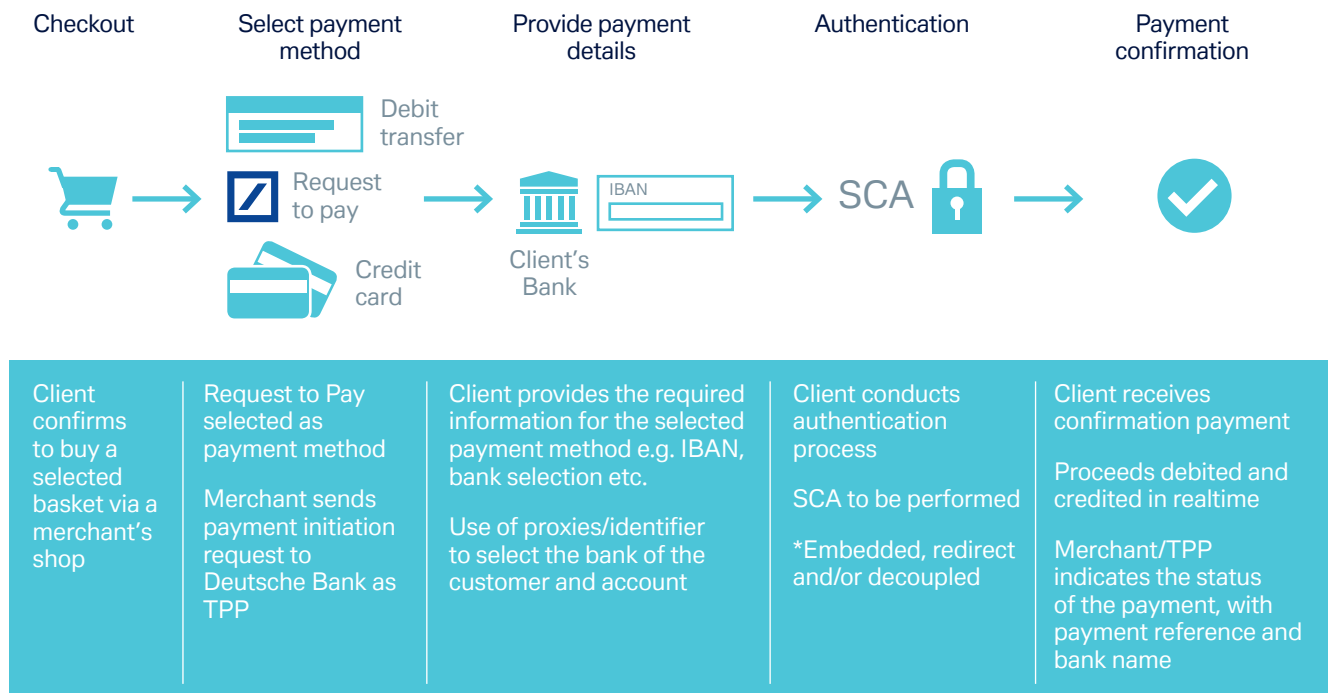 Checkout
Select payment
method
Provide payment
details
Authentication
Payment
confirmation
Debit
transfer
Request
to pay
Credit
card
IBAN
Client's
Bank
SCA
Client
confirms
to buy a
selected
basket via a
merchant's
shop
Request to Pay
selected as
payment method
Merchant sends
payment initiation
request to
Deutsche Bank as
TPP
Client provides the required
information for the selected
payment method e.g. IBAN,
bank selection etc.
Use of proxies/identifier
to select the bank of the
customer and account
Client conducts
authentication
process
SCA to be performed
*Embedded, redirect
and/or decoupled
Client receives
confirmation payment
Proceeds debited and
credited in realtime
Merchant/TPP
indicates the status
of the payment, with
payment reference and
bank name